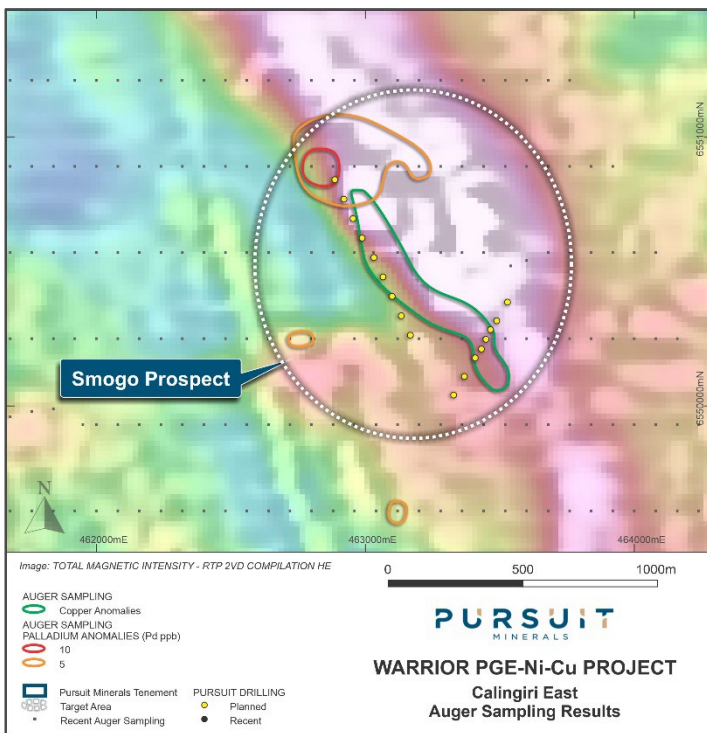 6551000mN
Smogo Prospect
6550000mN
N
462000mE
463000mE
464000mE
Image: TOTAL MAGNETIC INTENSITY - RTP 2VD COMPILATION HE
0 500 1000m
AUGER SAMPLING
Copper Anomalies
AUGER SAMPLING
PALLADIUM ANOMALIES (Pd ppb)
10
5
Pursuit Minerals Tenement
Target Area
Recent Auger Sampling
PURSUIT DRILLING
Planned
Recent
PURSUIT
MINERALS
WARRIOR PGE-Ni-Cu PROJECT
Calingiri East
Auger Sampling Results